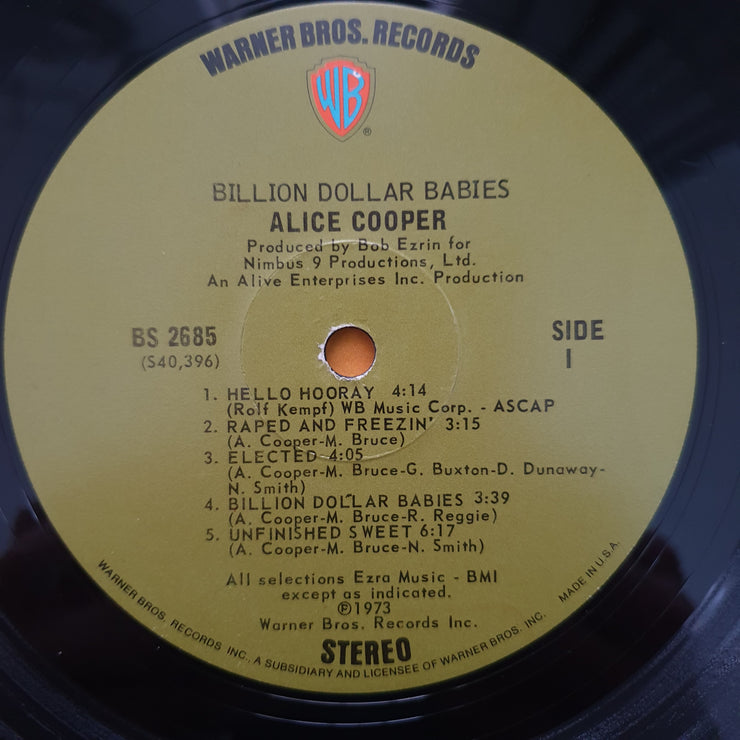 WARNER BROS. RECORDS
WB
®
BILLION DOLLAR BABIES
ALICE COOPER
Produced by Bob Ezrin for
Nimbus 9 Productions, Ltd.
An Alive Enterprises Inc. Production
BS 2685
(S40,396)
SIDE
I
1. HELLO HOORAY 4:14
(Rolf Kempf) WB Music Corp. - ASCAP
2. RAPED AND FREEZIN' 3:15
(A. Cooper-M. Bruce)
3. ELECTED 4:05
(A. Cooper-M. Bruce-G. Buxton-D. Dunaway-
N. Smith)
4. BILLION DOLLAR BABIES 3:39
(A. Cooper-M. Bruce-R. Reggie)
5. UNFINISHED SWEET 6:17
(A. Cooper-M. Bruce-N. Smith)
All selections Ezra Music - BMI
except as indicated.
℗1973
Warner Bros. Records Inc.
STEREO
WARNER BROS. RECORDS INC., A SUBSIDIARY AND LICENSEE OF WARNER BROS. INC. MADE IN U.S.A.